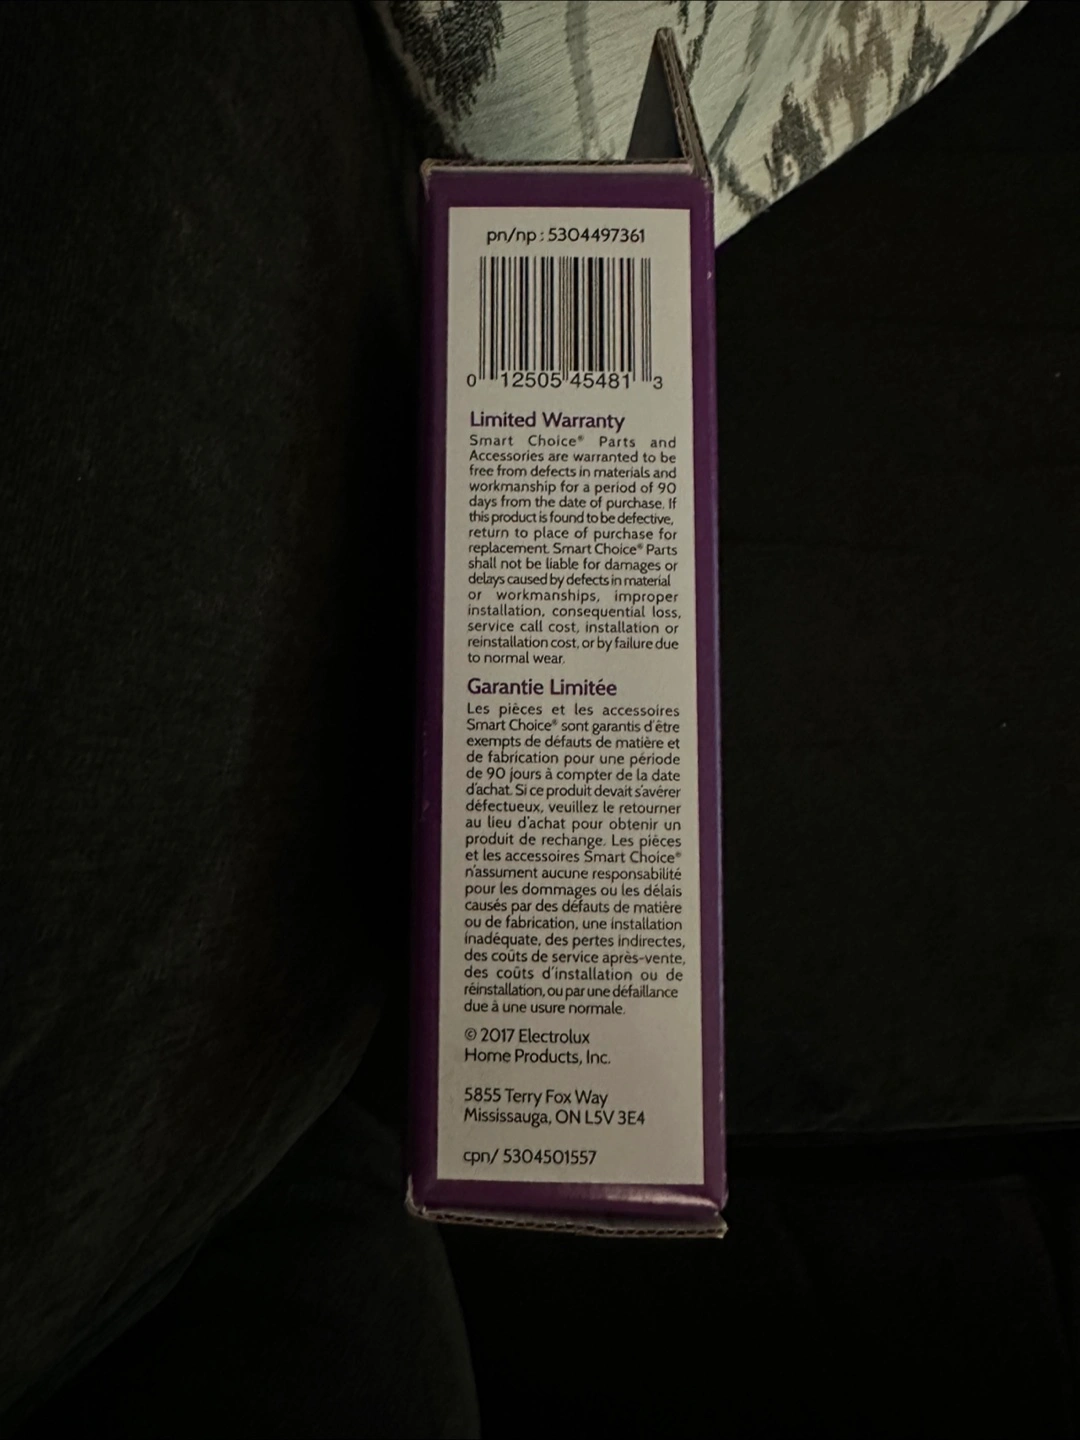 pn/np : 5304497361
0 12505 45481 3
Limited Warranty
Smart Choice® Parts and
Accessories are warranted to be
free from defects in materials and
workmanship for a period of 90
days from the date of purchase. If
this product is found to be defective,
return to place of purchase for
replacement. Smart Choice® Parts
shall not be liable for damages or
delays caused by defects in material
or workmanships, improper
installation, consequential loss,
service call cost, installation or
reinstallation cost, or by failure due
to normal wear.
Garantie Limitée
Les pièces et les accessoires
Smart Choice® sont garantis d'être
exempts de défauts de matière et
de fabrication pour une période
de 90 jours à compter de la date
d'achat. Si ce produit devait s'avérer
défectueux, veuillez le retourner
au lieu d'achat pour obtenir un
produit de rechange. Les pièces
et les accessoires Smart Choice®
n'assument aucune responsabilité
pour les dommages ou les délais
causés par des défauts de matière
ou de fabrication, une installation
inadéquate, des pertes indirectes,
des coûts de service après-vente,
des coûts d'installation ou de
réinstallation, ou par une défaillance
due à une usure normale.
© 2017 Electrolux
Home Products, Inc.
5855 Terry Fox Way
Mississauga, ON L5V 3E4
cpn/ 5304501557